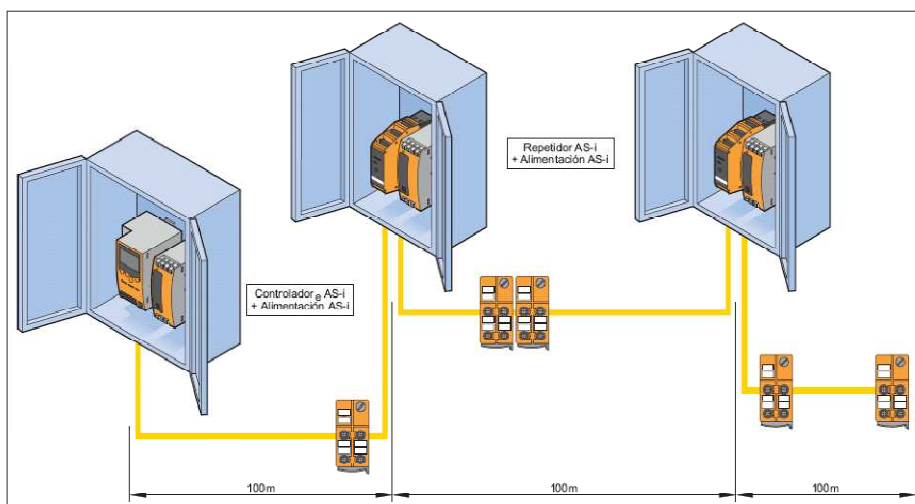 Repetidor AS-i
+ Alimentación AS-i
Controlador e AS-i
+ Alimentación AS-i
100m
100m
100m